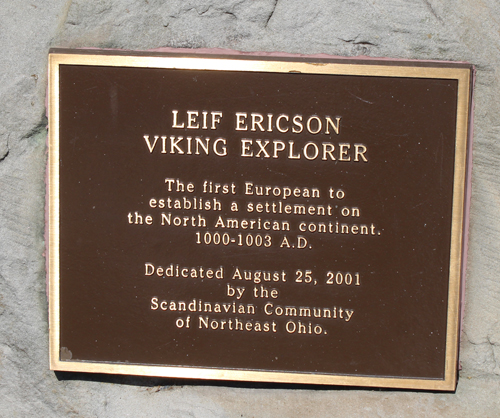 LEIF ERICSON
VIKING EXPLORER
The first European to
establish a settlement on
the North American continent.
1000-1003 A.D.
Dedicated August 25, 2001
by the
Scandinavian Community
of Northeast Ohio.